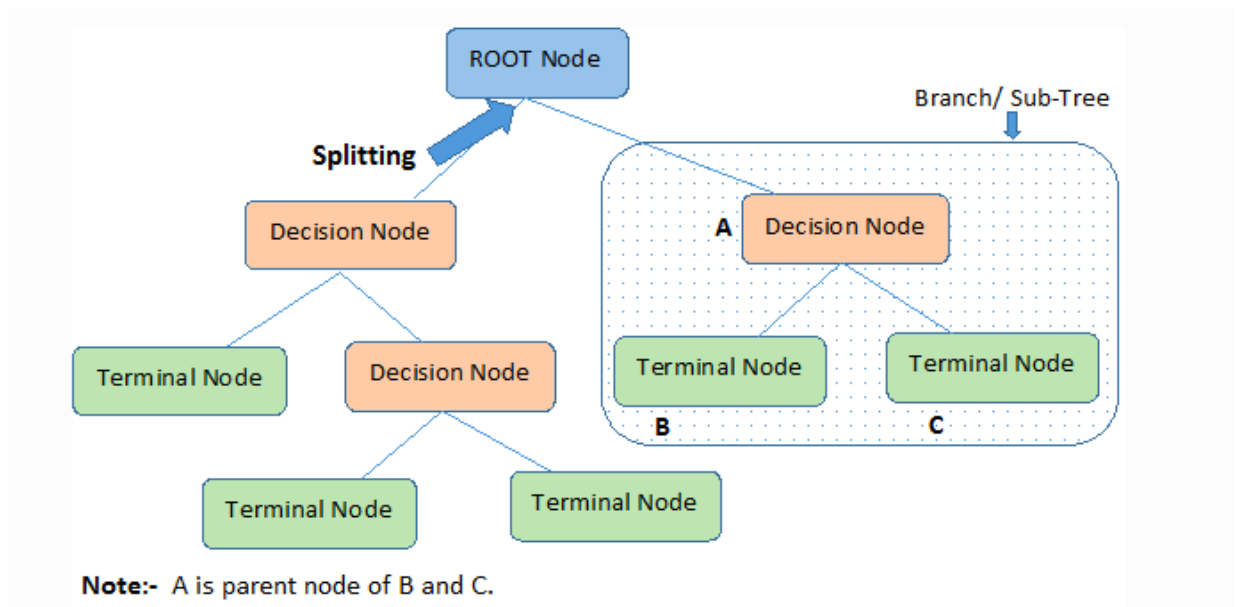 ROOT Node
Branch/ Sub-Tree
Splitting
Decision Node
A Decision Node
Terminal Node
Decision Node
Terminal Node
Terminal Node
B
C
Terminal Node
Terminal Node
Note:- A is parent node of B and C.